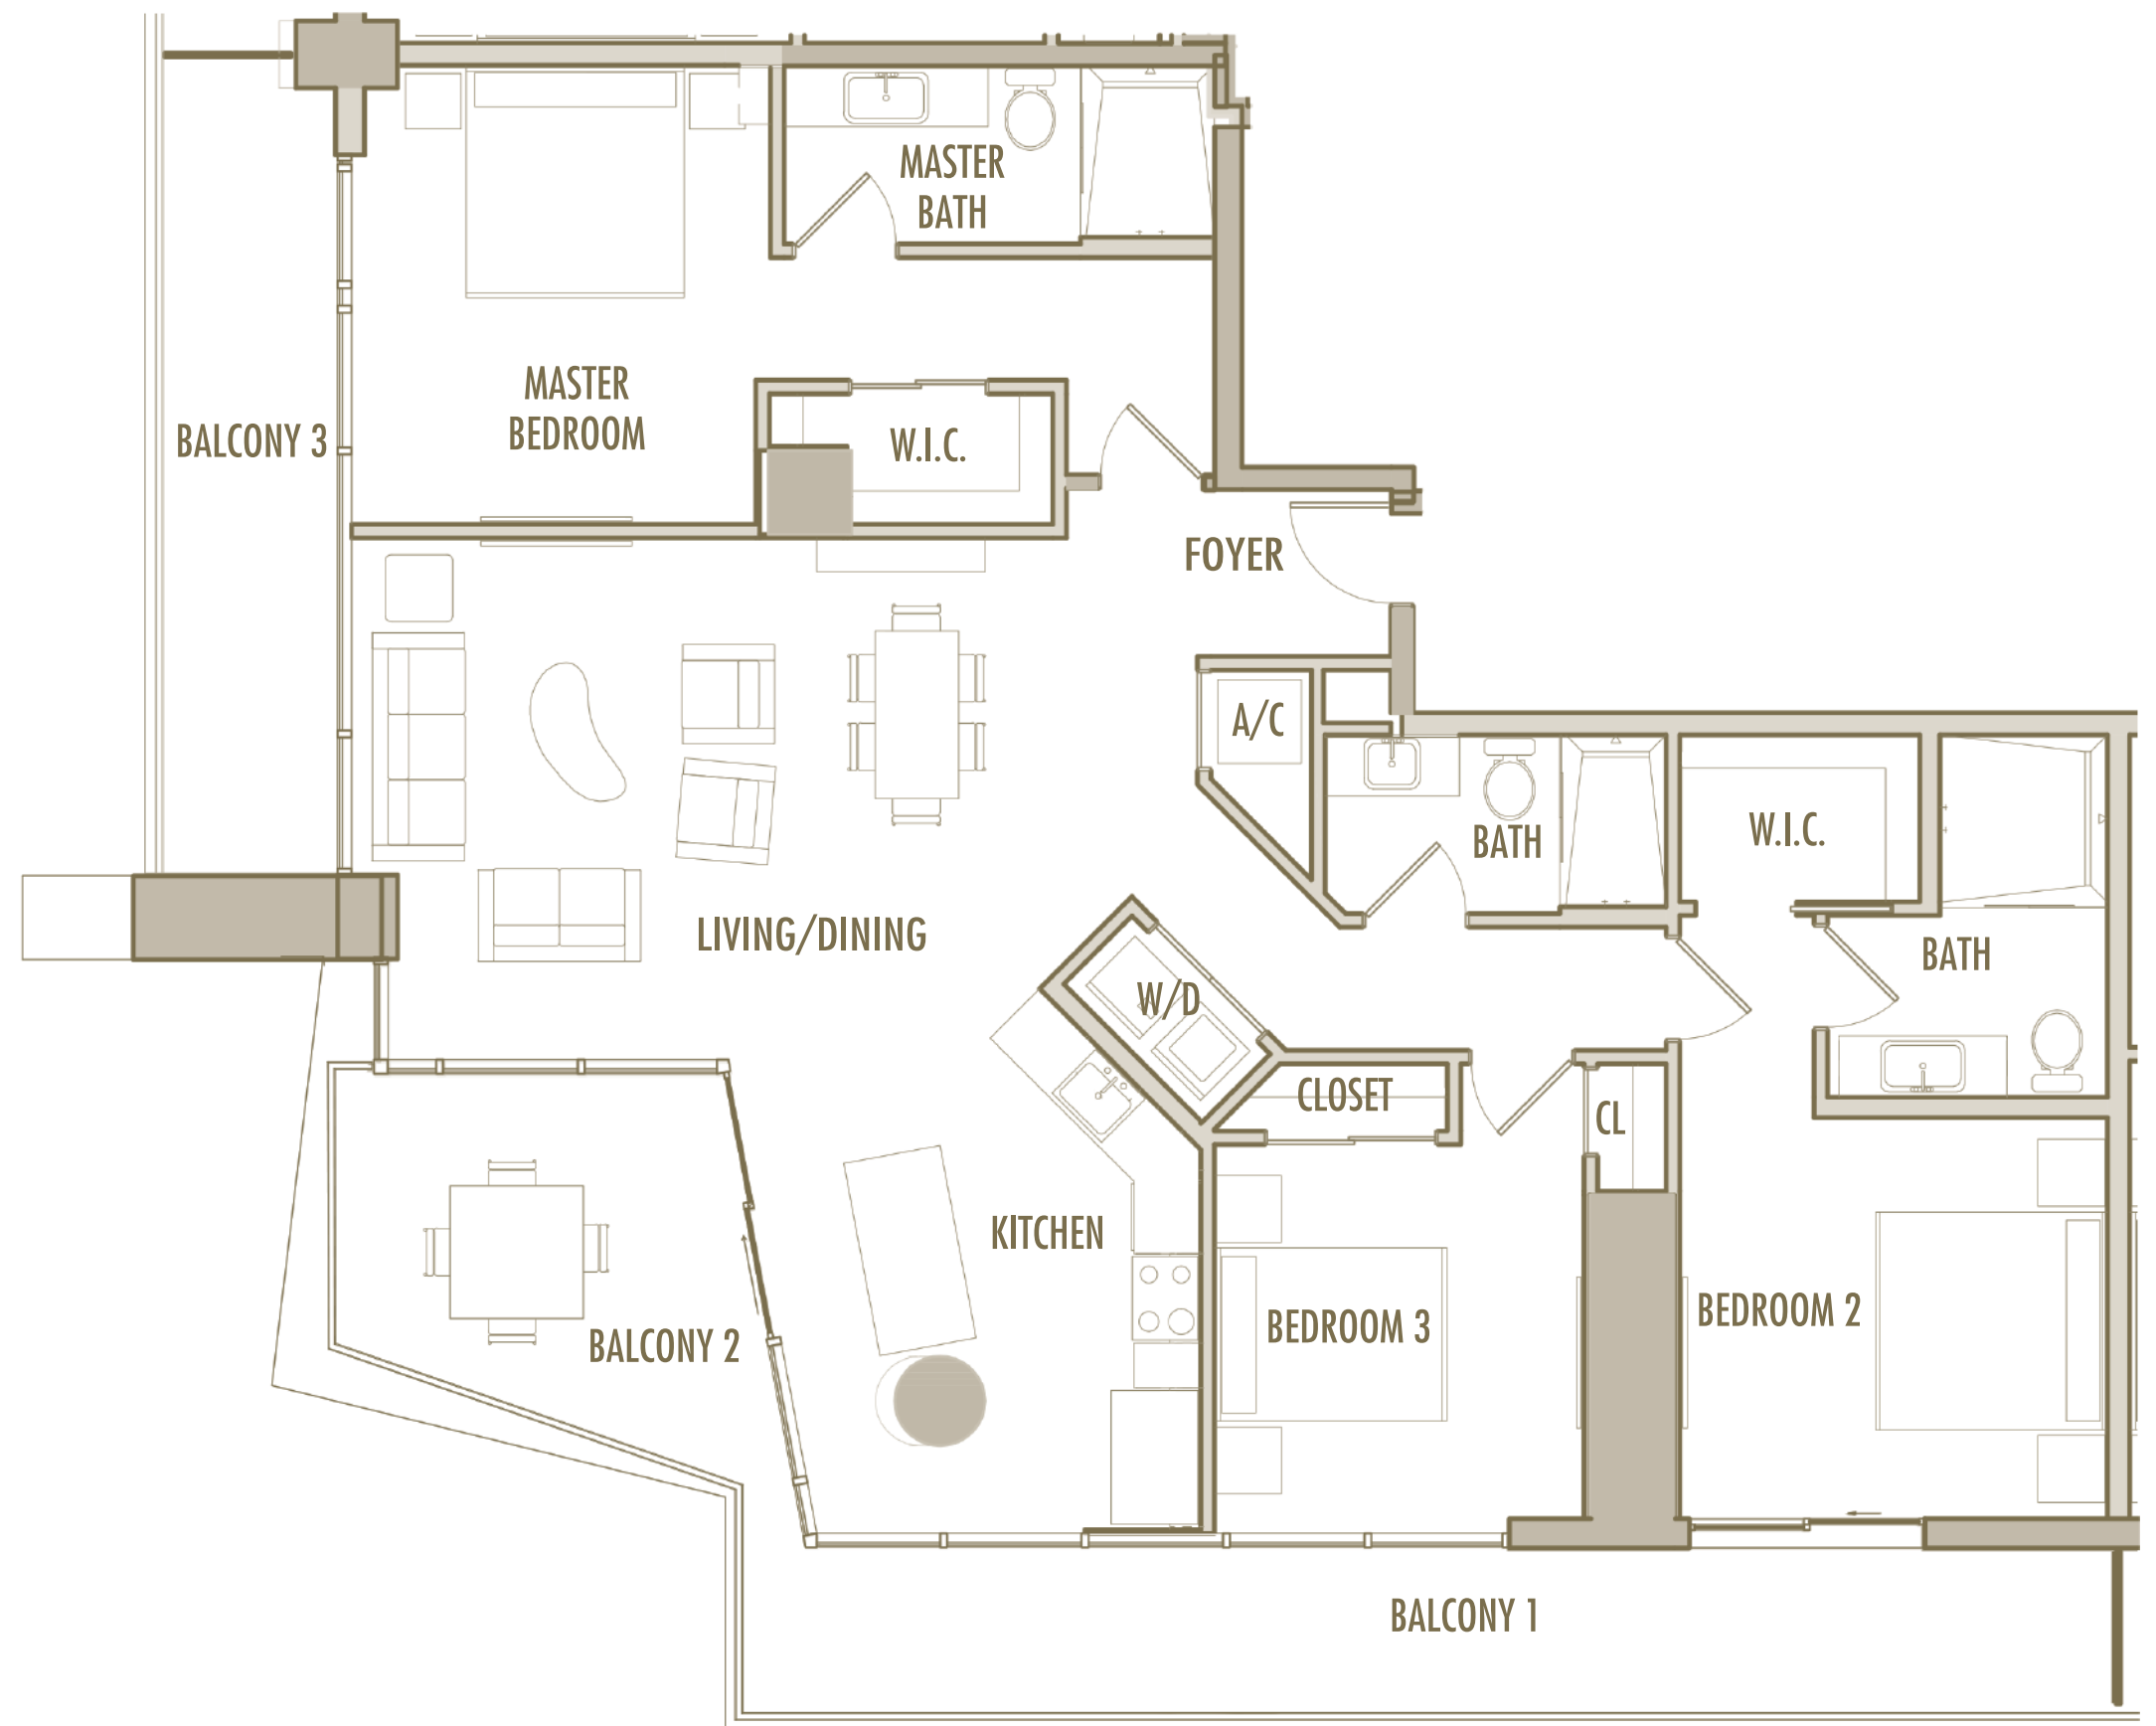 MASTER
BATH
MASTER
BEDROOM
BALCONY 3
W.I.C.
FOYER
A/C
BATH
W.I.C.
LIVING/DINING
BATH
W/D
CLOSET
CL
KITCHEN
BALCONY 2
BEDROOM 3
BEDROOM 2
BALCONY 1